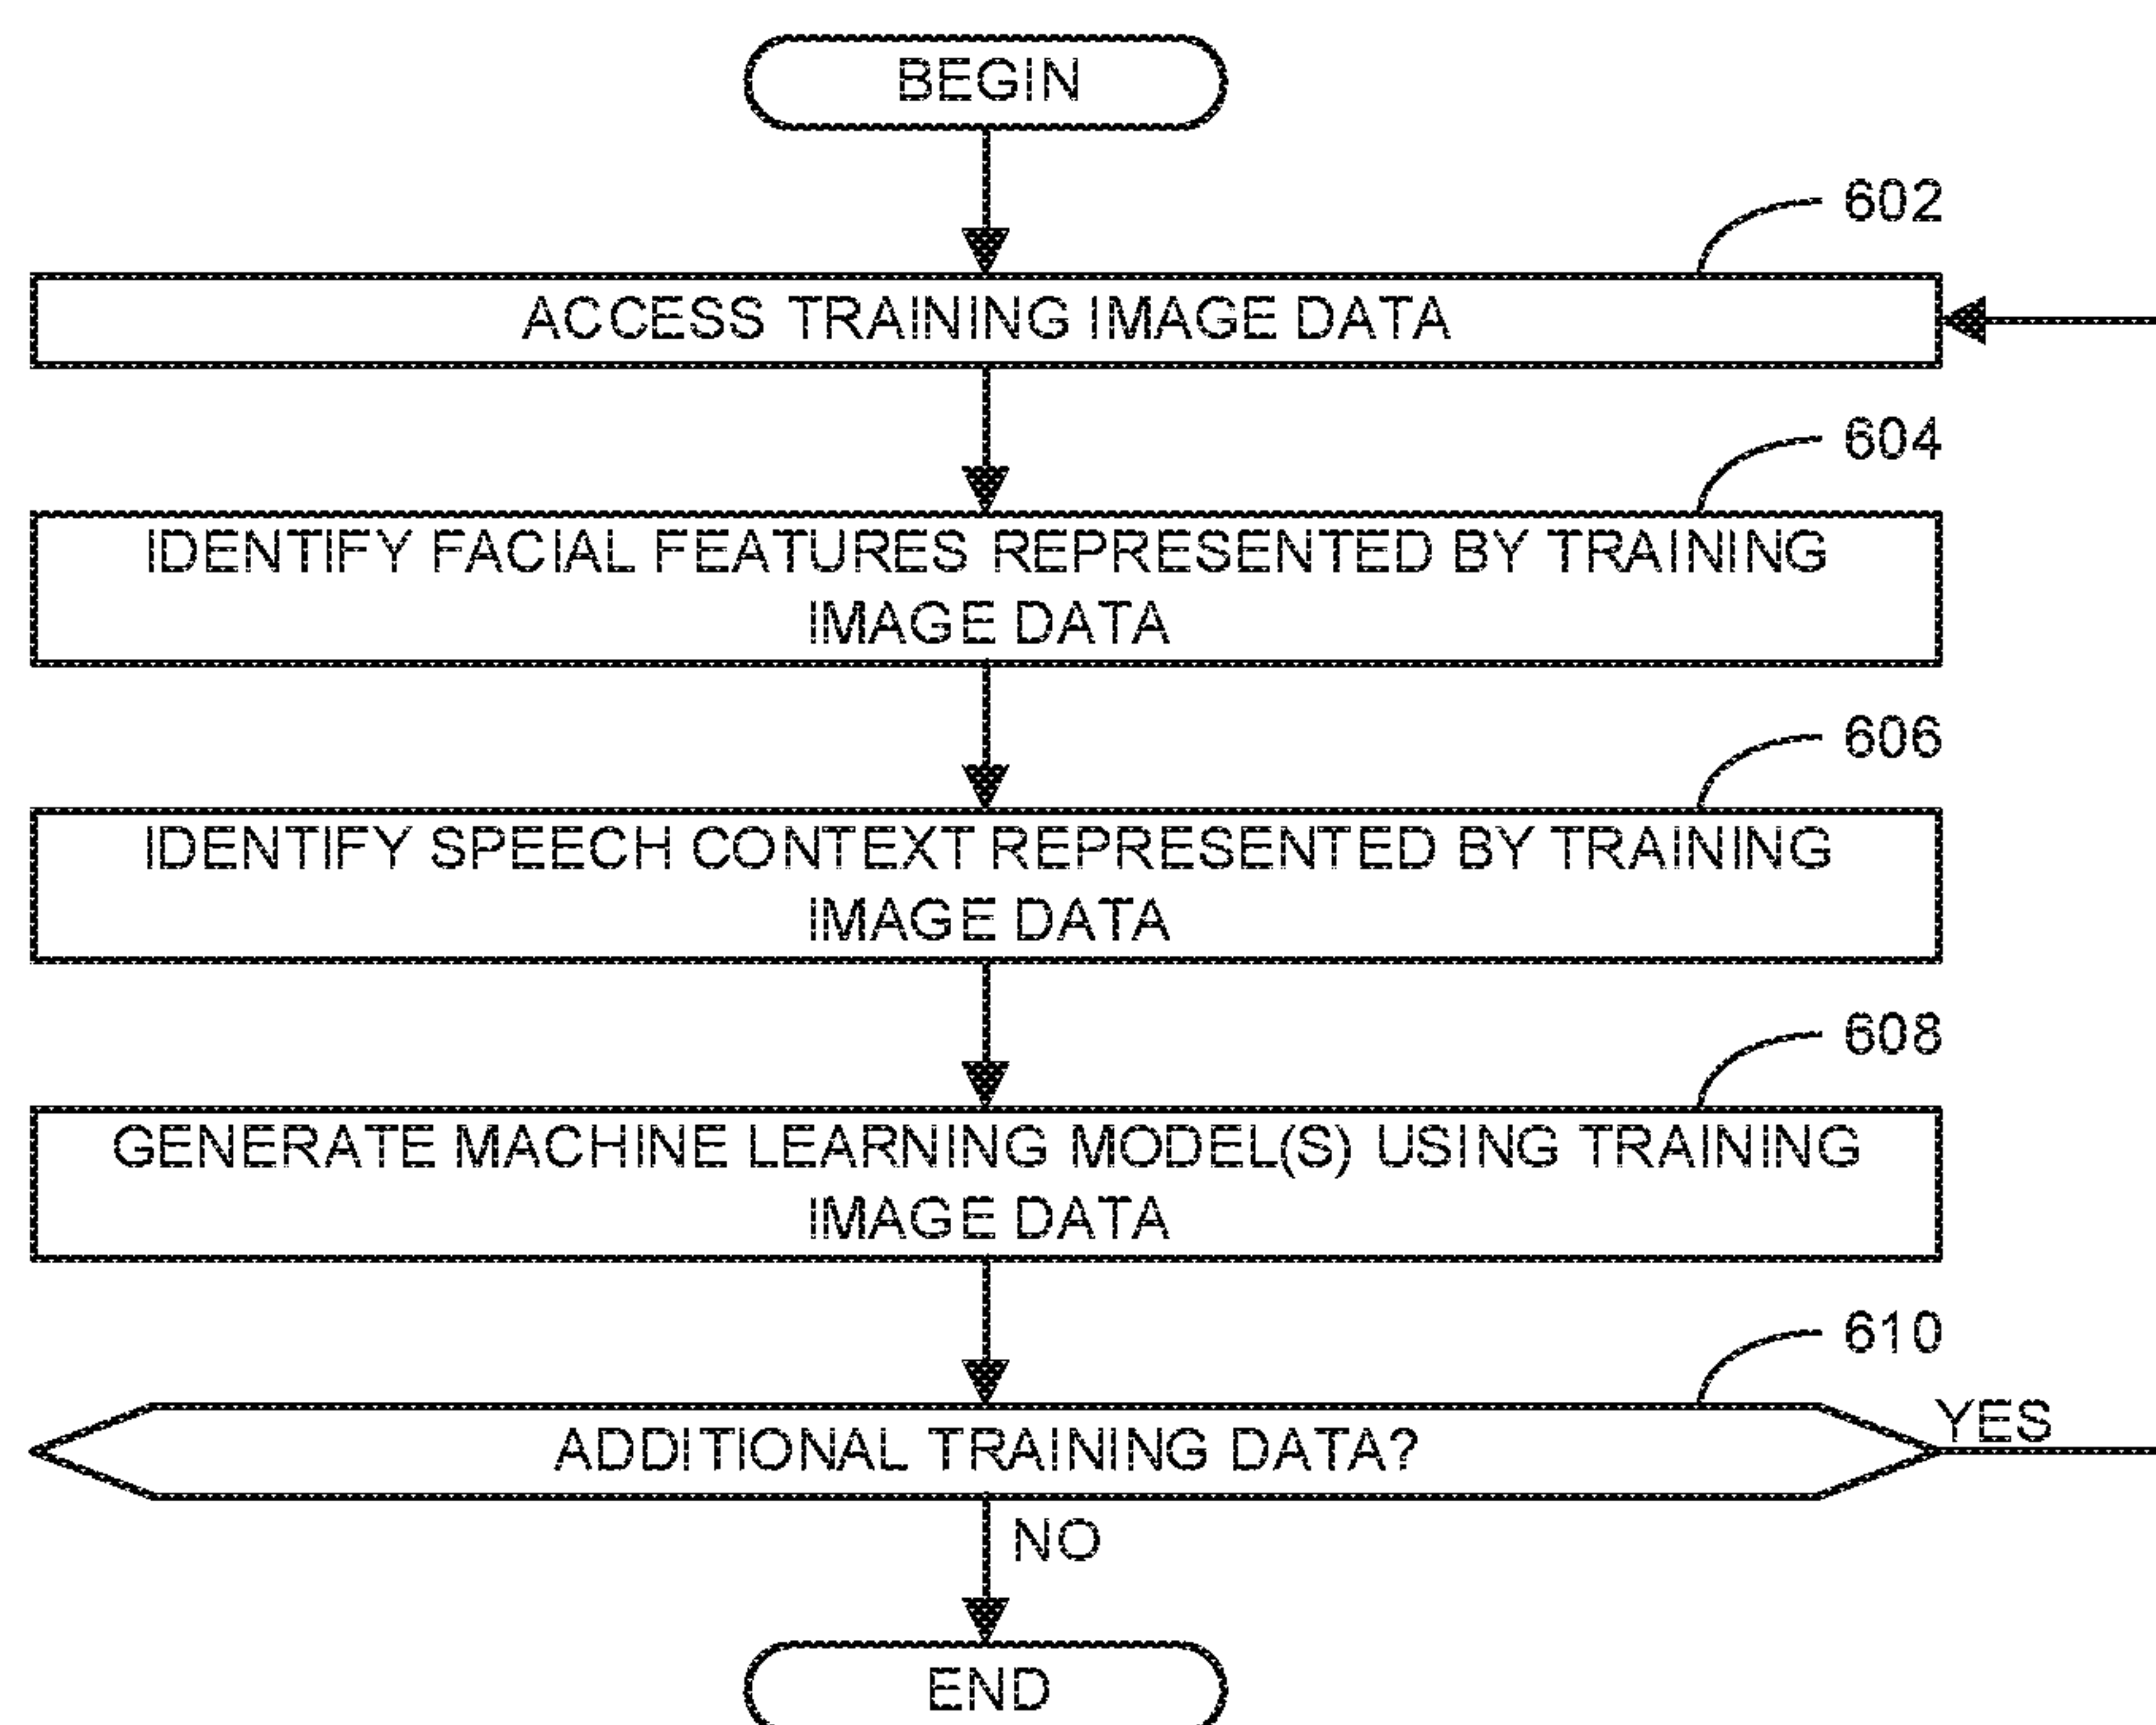 BEGIN
602
ACCESS TRAINING IMAGE DATA
604
IDENTIFY FACIAL FEATURES REPRESENTED BY TRAINING
IMAGE DATA
606
IDENTIFY SPEECH CONTEXT REPRESENTED BY TRAINING
IMAGE DATA
608
GENERATE MACHINE LEARNING MODEL(S) USING TRAINING
IMAGE DATA
610
ADDITIONAL TRAINING DATA?
YES
NO
END